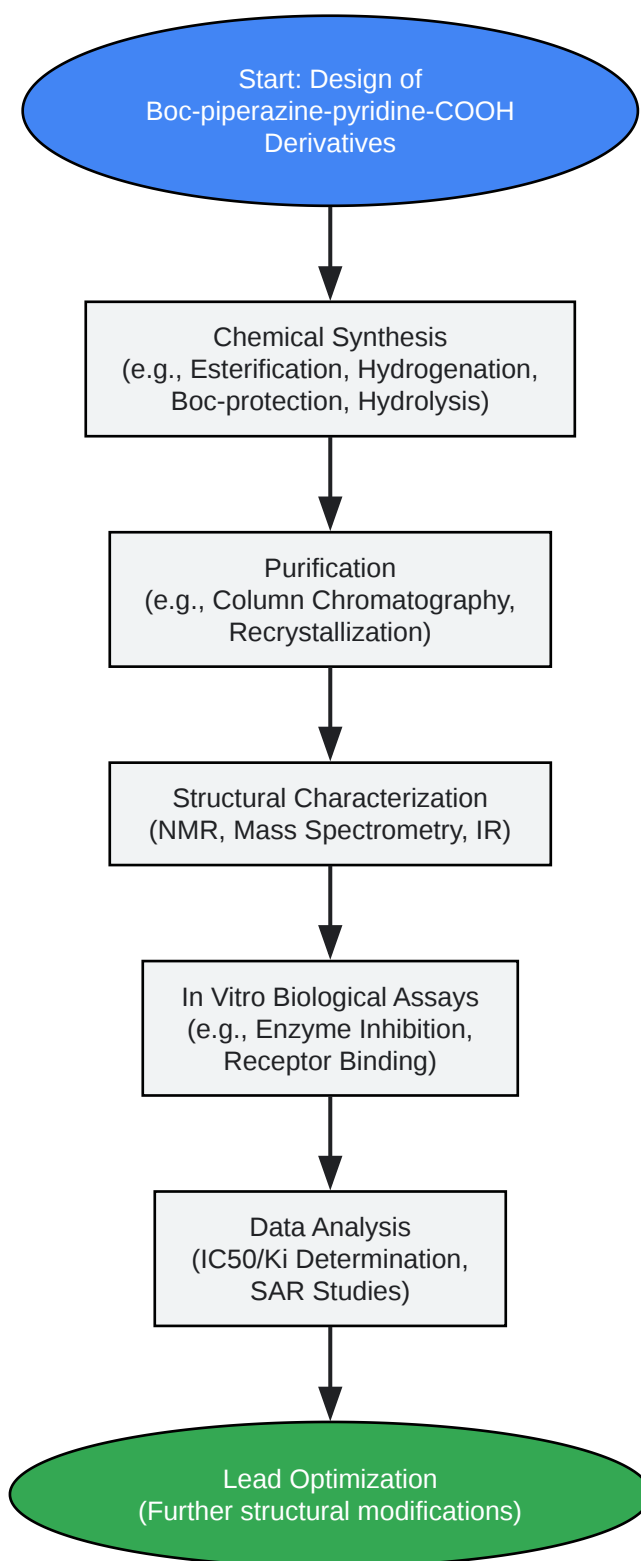 Start: Design of
Boc-piperazine-pyridine-COOH
Derivatives
Chemical Synthesis
(e.g., Esterification, Hydrogenation,
Boc-protection, Hydrolysis)
Purification
(e.g., Column Chromatography,
Recrystallization)
Structural Characterization
(NMR, Mass Spectrometry, IR)
In Vitro Biological Assays
(e.g., Enzyme Inhibition,
Receptor Binding)
Data Analysis
(IC50/Ki Determination,
SAR Studies)
Lead Optimization
(Further structural modifications)